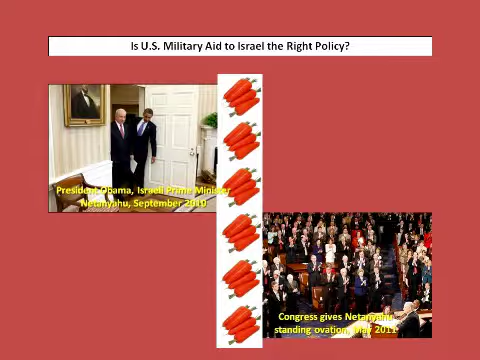 Is U.S. Military Aid to Israel the Right Policy?
President Obama, Israeli Prime Minister
Netanyahu, September 2010
Congress gives Netanyahu
standing ovation, May 2011